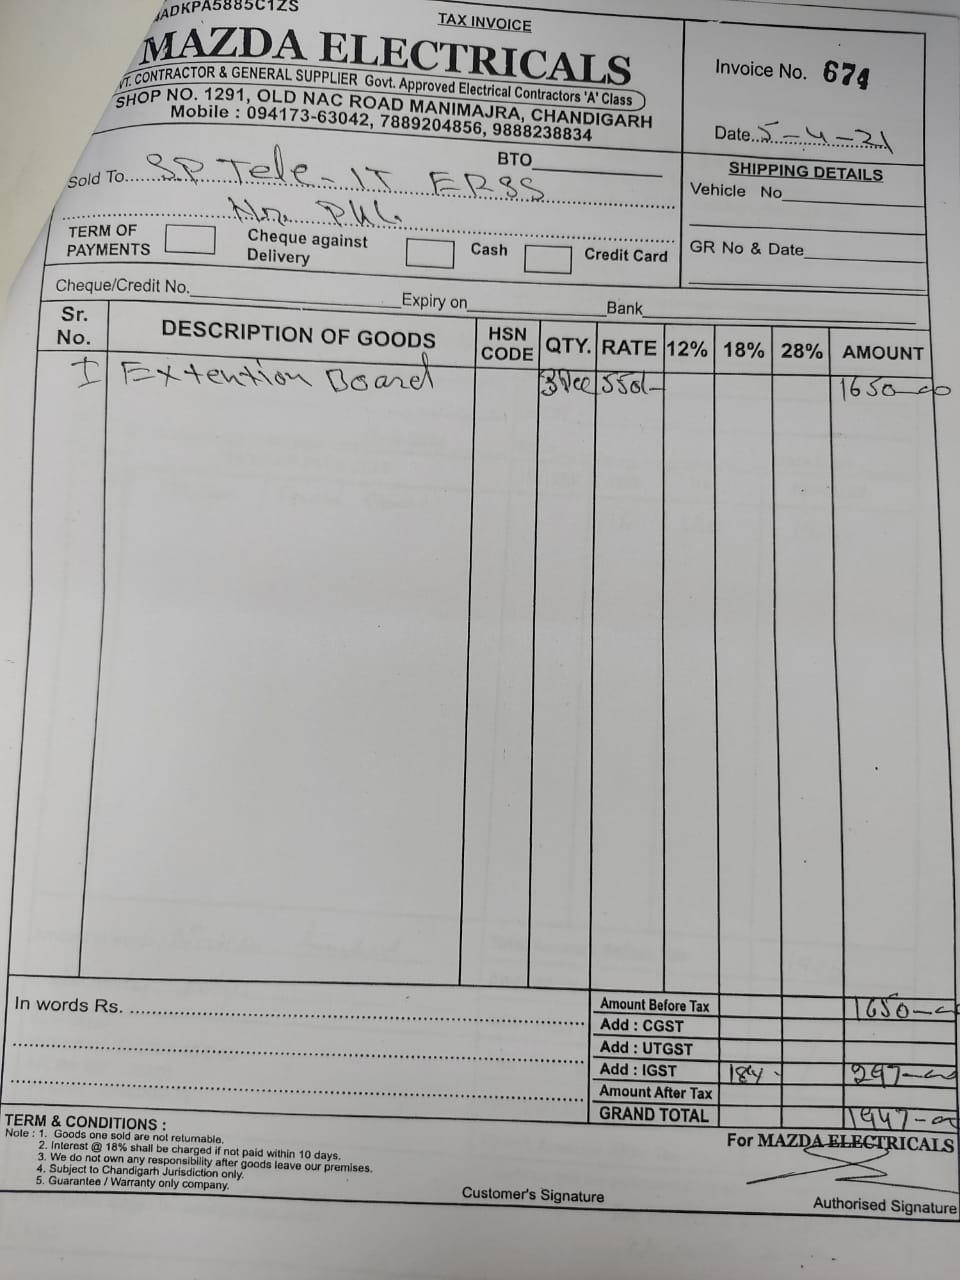 ADKPA5885C1ZS
TAX INVOICE
MAZDA ELECTRICALS
VT. CONTRACTOR & GENERAL SUPPLIER Govt. Approved Electrical Contractors 'A' Class
SHOP NO. 1291, OLD NAC ROAD MANIMAJRA, CHANDIGARH
Mobile : 094173-63042, 7889204856, 9888238834
Invoice No. 674
Date. 5-4-21
BTO
Sold To. SP Tele-IT ERSS
SHIPPING DETAILS
Vehicle No
GR No & Date
TERM OF PAYMENTS
Cheque against Delivery
Cash
Credit Card
Cheque/Credit No. Expiry on Bank
Sr. No. DESCRIPTION OF GOODS HSN CODE QTY. RATE 12% 18% 28% AMOUNT
1 Extention Board 3Pcc 550/- 1650-00
In words Rs.
Amount Before Tax 1650-00
Add : CGST
Add : UTGST
Add : IGST 18% 297-00
Amount After Tax
GRAND TOTAL 1947-00
TERM & CONDITIONS :
Note : 1. Goods one sold are not returnable.
2. Interest @ 18% shall be charged if not paid within 10 days.
3. We do not own any responsibility after goods leave our premises.
4. Subject to Chandigarh Jurisdiction only.
5. Guarantee / Warranty only company.
For MAZDA ELECTRICALS
Customer's Signature
Authorised Signature